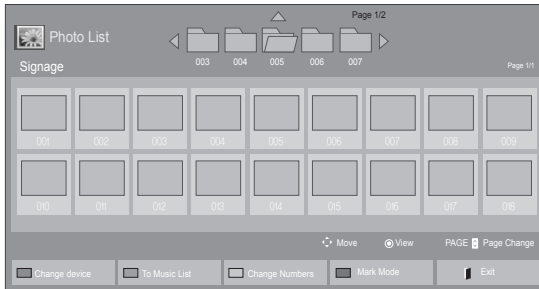 Page 1/2
Photo List
003 004 005 006 007
Signage
Page 1/1
001 002 003 004 005 006 007 008 009
010 011 012 013 014 015 016 017 018
Move View PAGE Page Change
Change device To Music List Change Numbers Mark Mode Exit